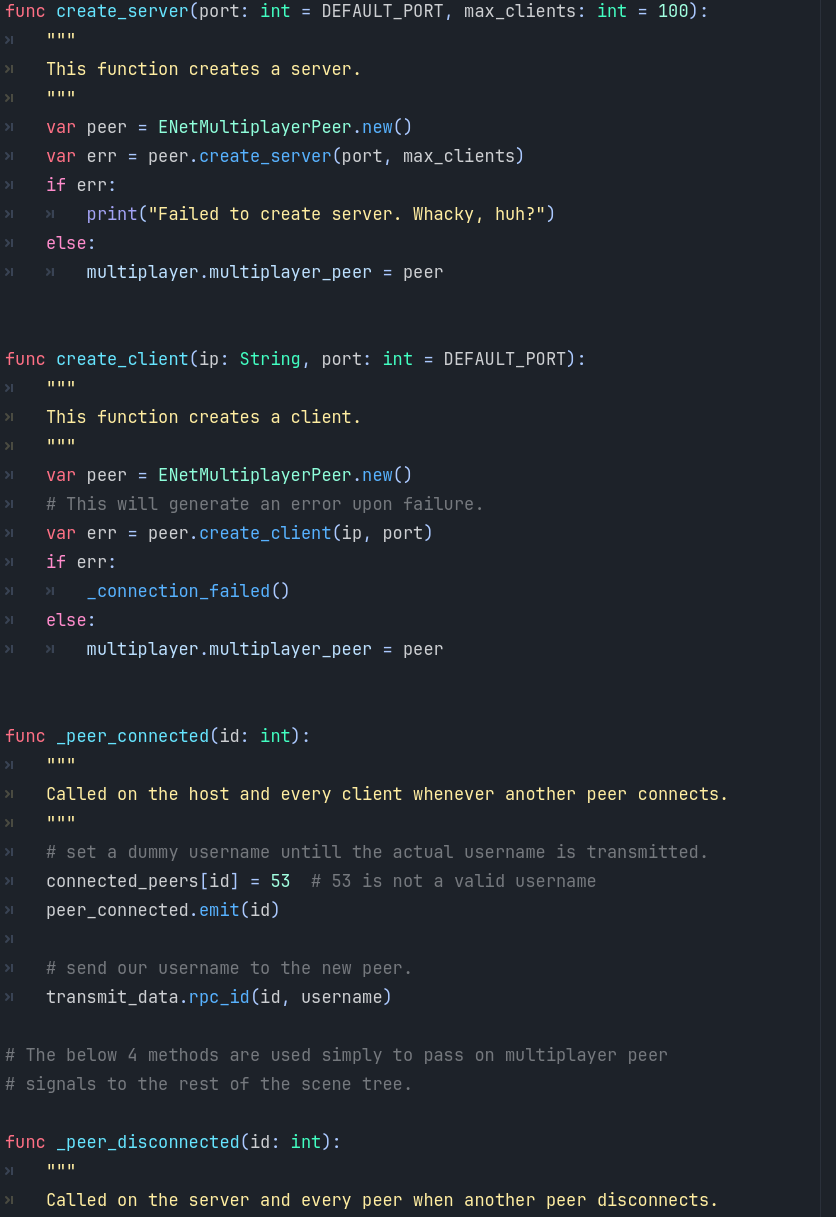 func create_server(port: int = DEFAULT_PORT, max_clients: int = 100):
"""
This function creates a server.
"""
var peer = ENetMultiplayerPeer.new()
var err = peer.create_server(port, max_clients)
if err:
print("Failed to create server. Whacky, huh?")
else:
multiplayer.multiplayer_peer = peer
func create_client(ip: String, port: int = DEFAULT_PORT):
"""
This function creates a client.
"""
var peer = ENetMultiplayerPeer.new()
# This will generate an error upon failure.
var err = peer.create_client(ip, port)
if err:
_connection_failed()
else:
multiplayer.multiplayer_peer = peer
func _peer_connected(id: int):
"""
Called on the host and every client whenever another peer connects.
"""
# set a dummy username untill the actual username is transmitted.
connected_peers[id] = 53  # 53 is not a valid username
peer_connected.emit(id)
# send our username to the new peer.
transmit_data.rpc_id(id, username)
# The below 4 methods are used simply to pass on multiplayer peer
# signals to the rest of the scene tree.
func _peer_disconnected(id: int):
"""
Called on the server and every peer when another peer disconnects.